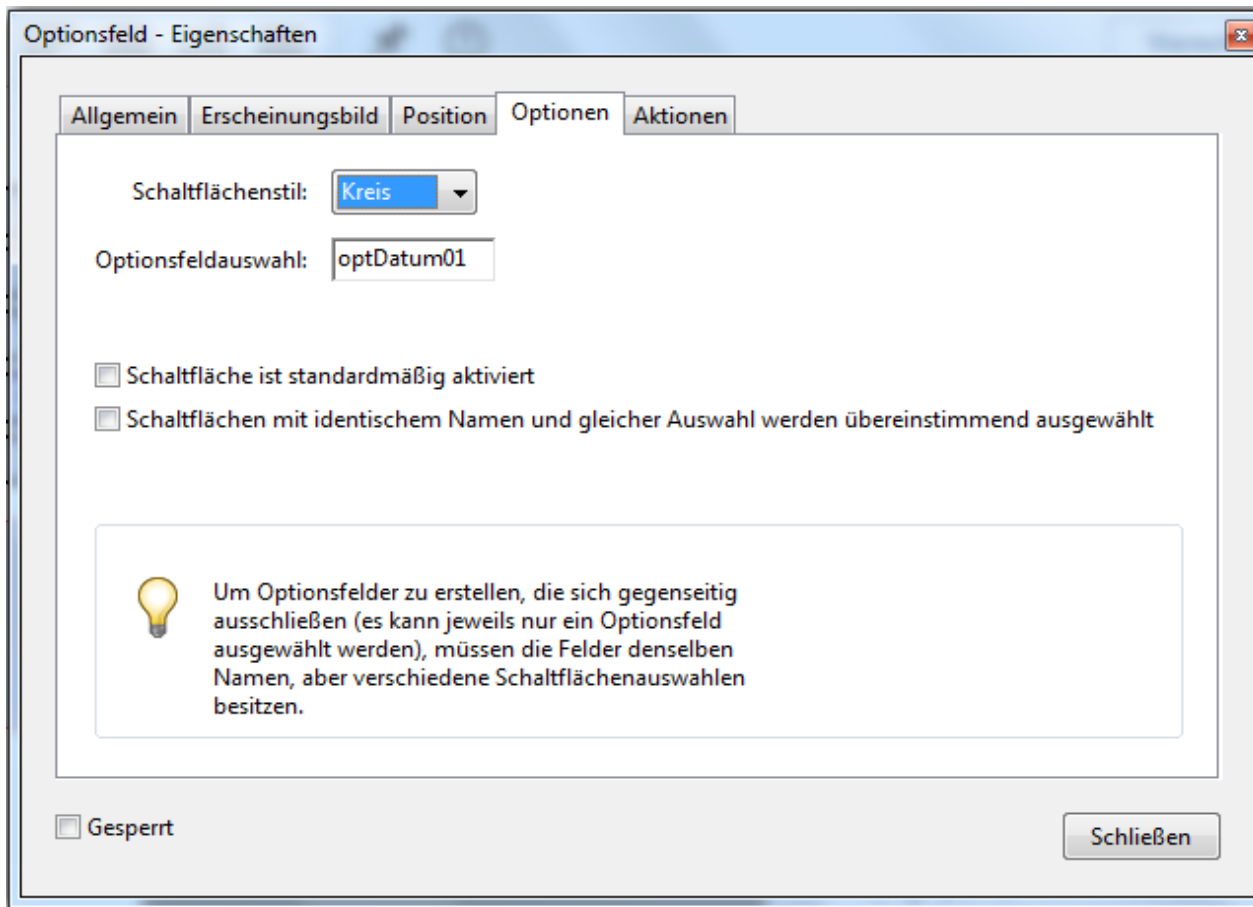 Optionsfeld - Eigenschaften
Allgemein Erscheinungsbild Position Optionen Aktionen
Schaltflächenstil: Kreis
Optionsfeldauswahl: optDatum01
Schaltfläche ist standardmäßig aktiviert
Schaltflächen mit identischem Namen und gleicher Auswahl werden übereinstimmend ausgewählt
Um Optionsfelder zu erstellen, die sich gegenseitig
ausschließen (es kann jeweils nur ein Optionsfeld
ausgewählt werden), müssen die Felder denselben
Namen, aber verschiedene Schaltflächenauswahlen
besitzen.
Gesperrt
Schließen